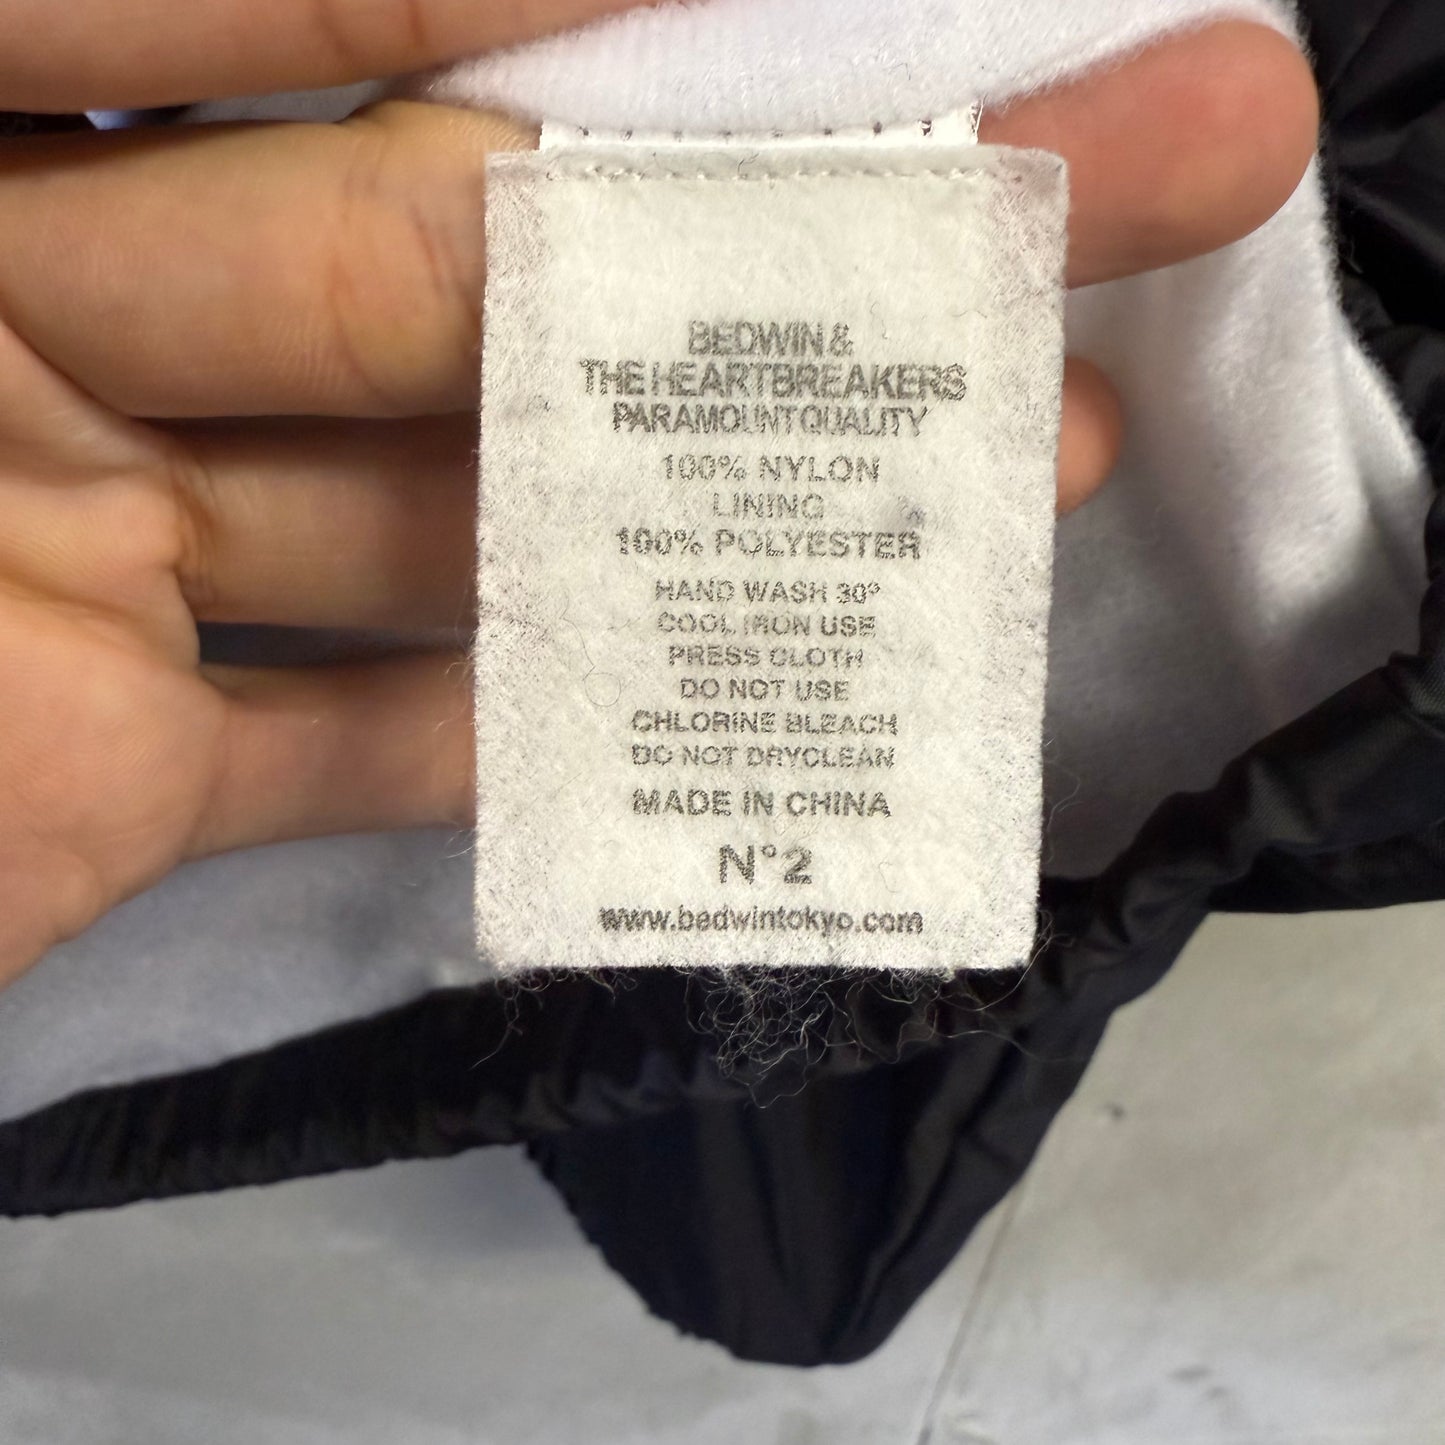 BEDWIN &
THE HEARTBREAKERS
PARAMOUNT QUALITY
100% NYLON
LINING
100% POLYESTER
HAND WASH 30°
COOL IRON USE
PRESS CLOTH
DO NOT USE
CHLORINE BLEACH
DO NOT DRYCLEAN
MADE IN CHINA
N°2
www.bedwintokyo.com